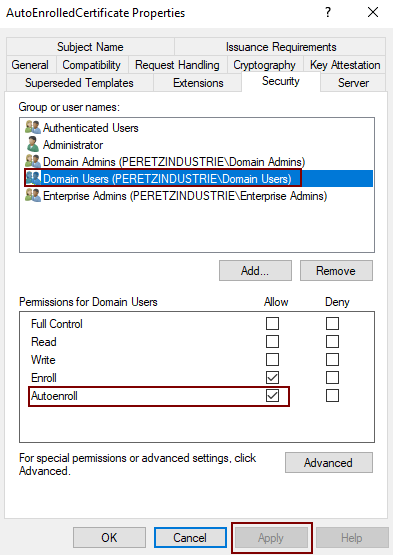 AutoEnrolledCertificate Properties
Subject Name Issuance Requirements
General Compatibility Request Handling Cryptography Key Attestation
Superseded Templates Extensions Security Server
Group or user names:
Authenticated Users
Administrator
Domain Admins (PERETZINDUSTRIE\Domain Admins)
Domain Users (PERETZINDUSTRIE\Domain Users)
Enterprise Admins (PERETZINDUSTRIE\Enterprise Admins)
Add... Remove
Permissions for Domain Users Allow Deny
Full Control
Read
Write
Enroll
Autoenroll
For special permissions or advanced settings, click
Advanced.
Advanced
OK Cancel Apply Help